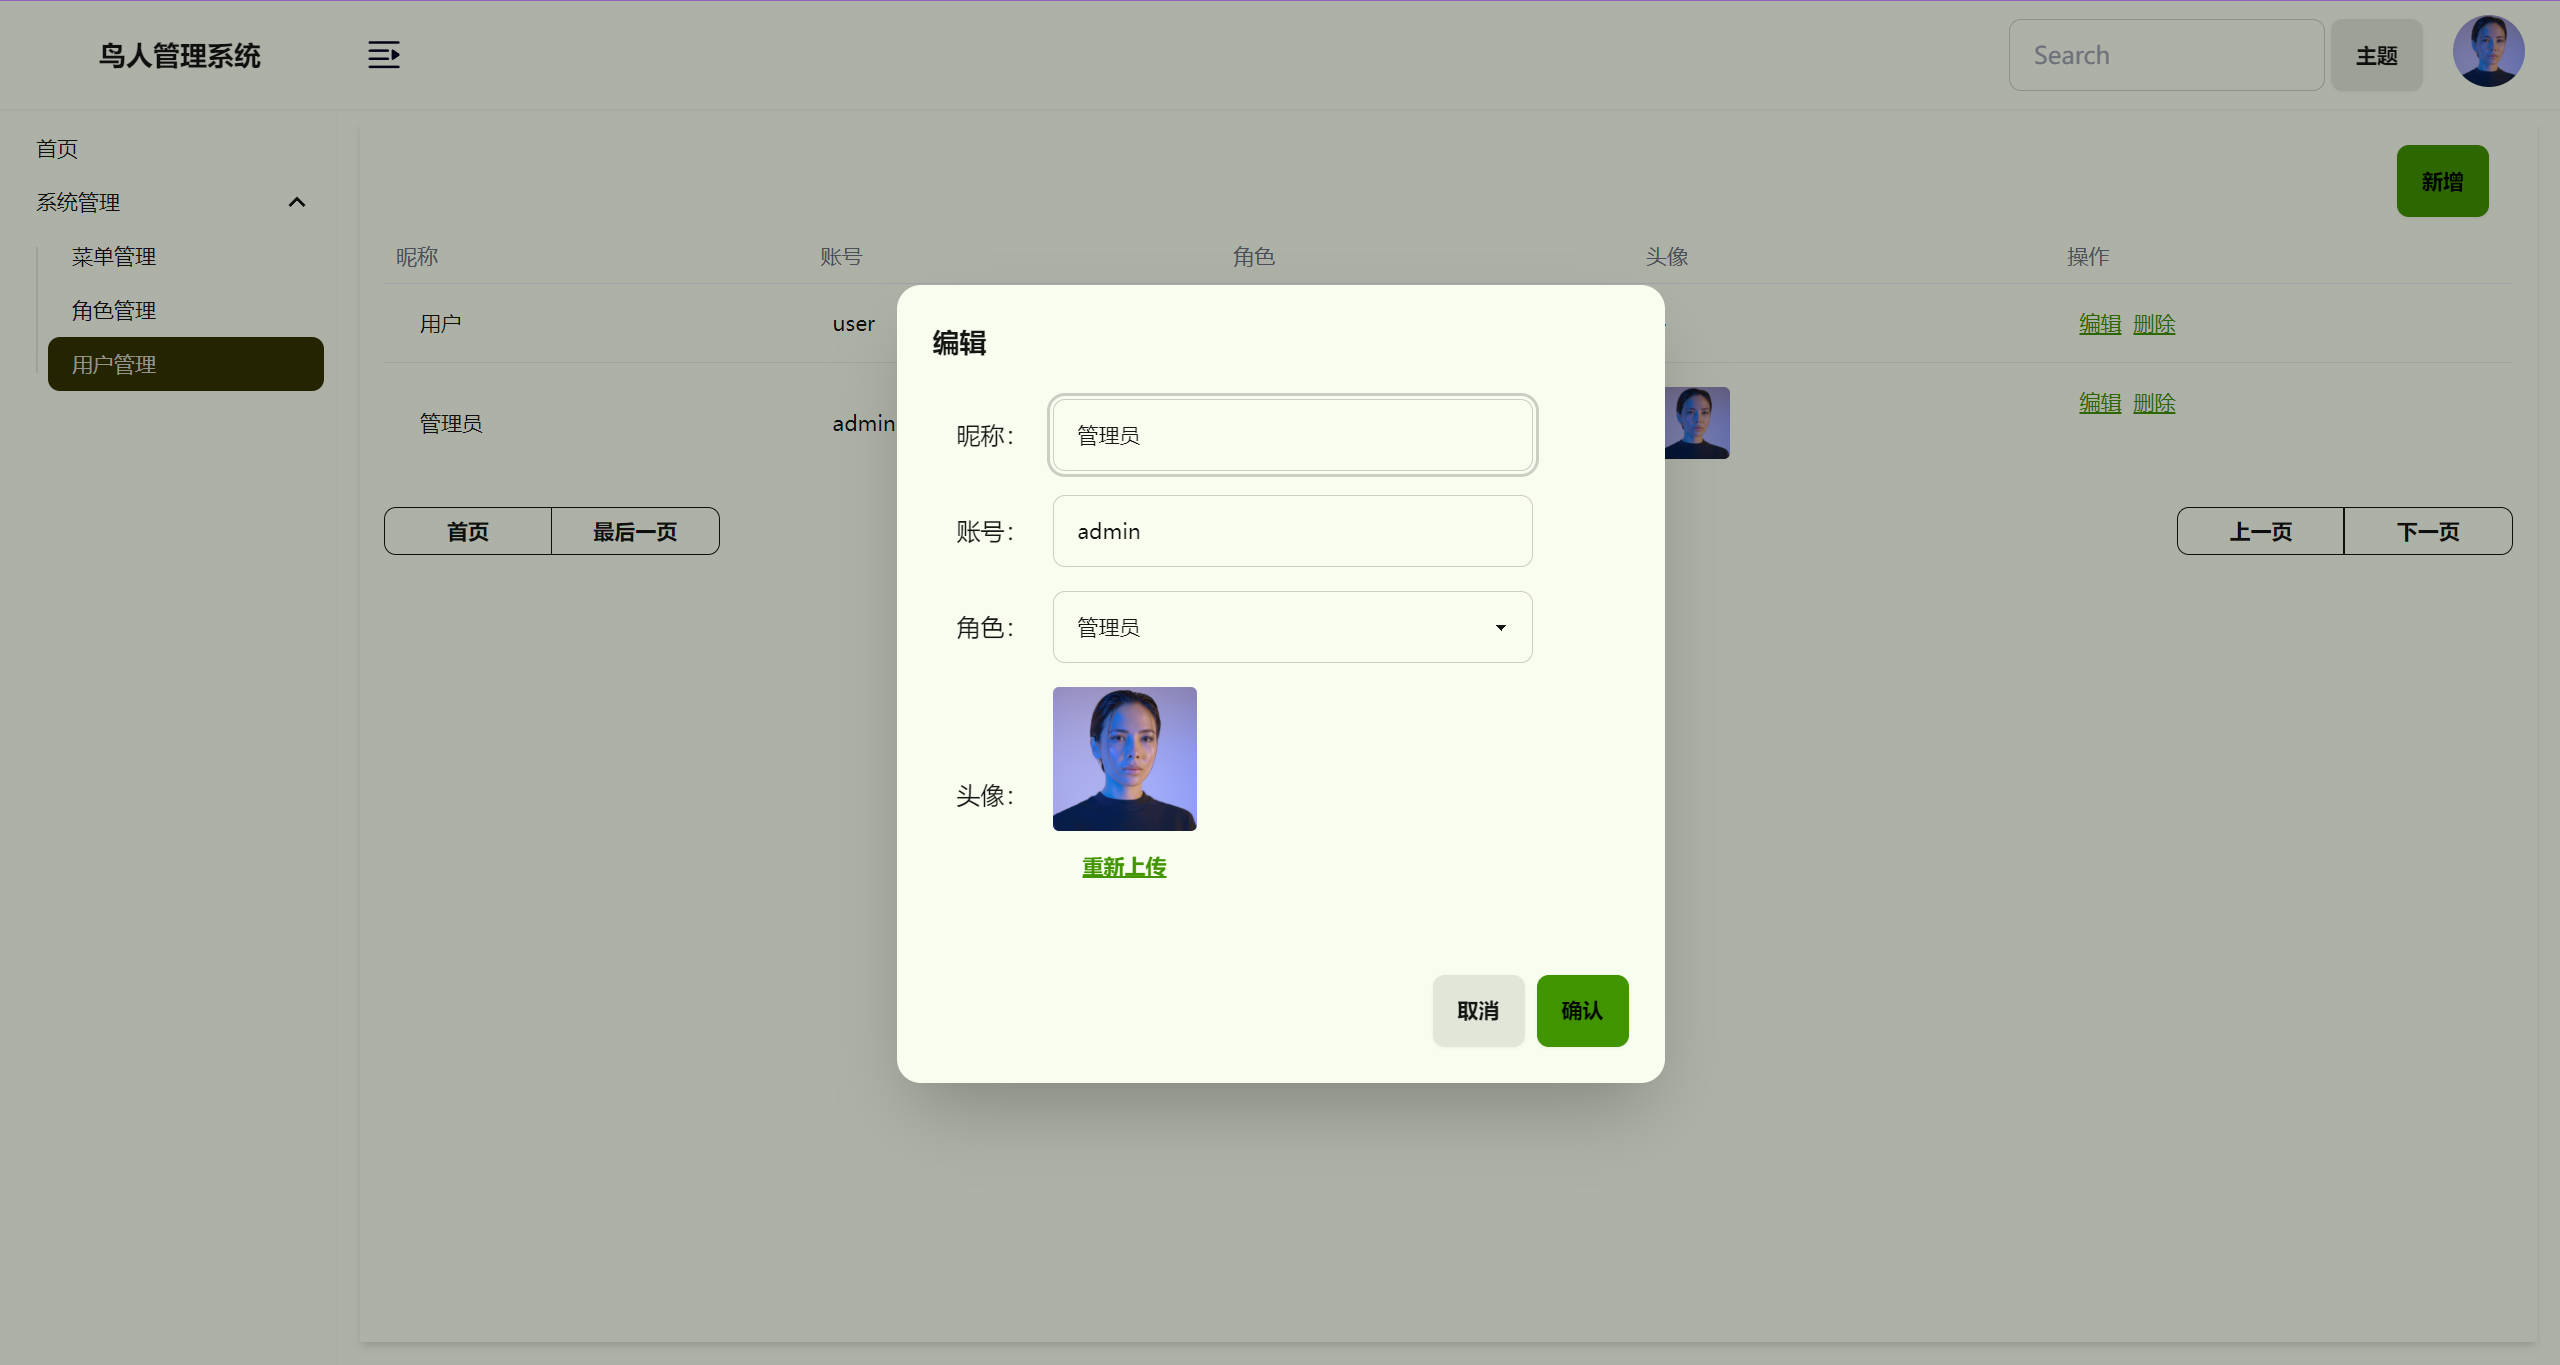 鸟人管理系统
Search
主题
首页
系统管理
菜单管理
角色管理
用户管理
新增
昵称 账号 角色 头像 操作
用户 user 编辑 删除
管理员 admin 编辑 删除
首页 最后一页 上一页 下一页
编辑
昵称： 管理员
账号： admin
角色： 管理员
头像：
重新上传
取消 确认